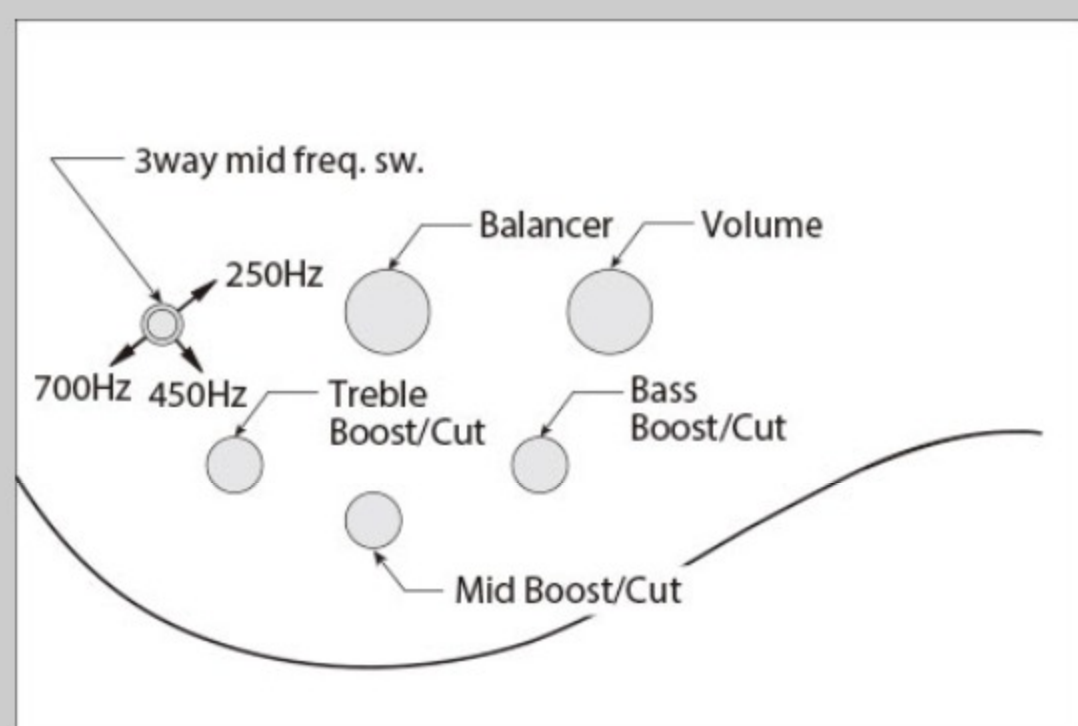 3way mid freq. sw.
Balancer
Volume
250Hz
700Hz
450Hz
Treble
Boost/Cut
Bass
Boost/Cut
Mid Boost/Cut